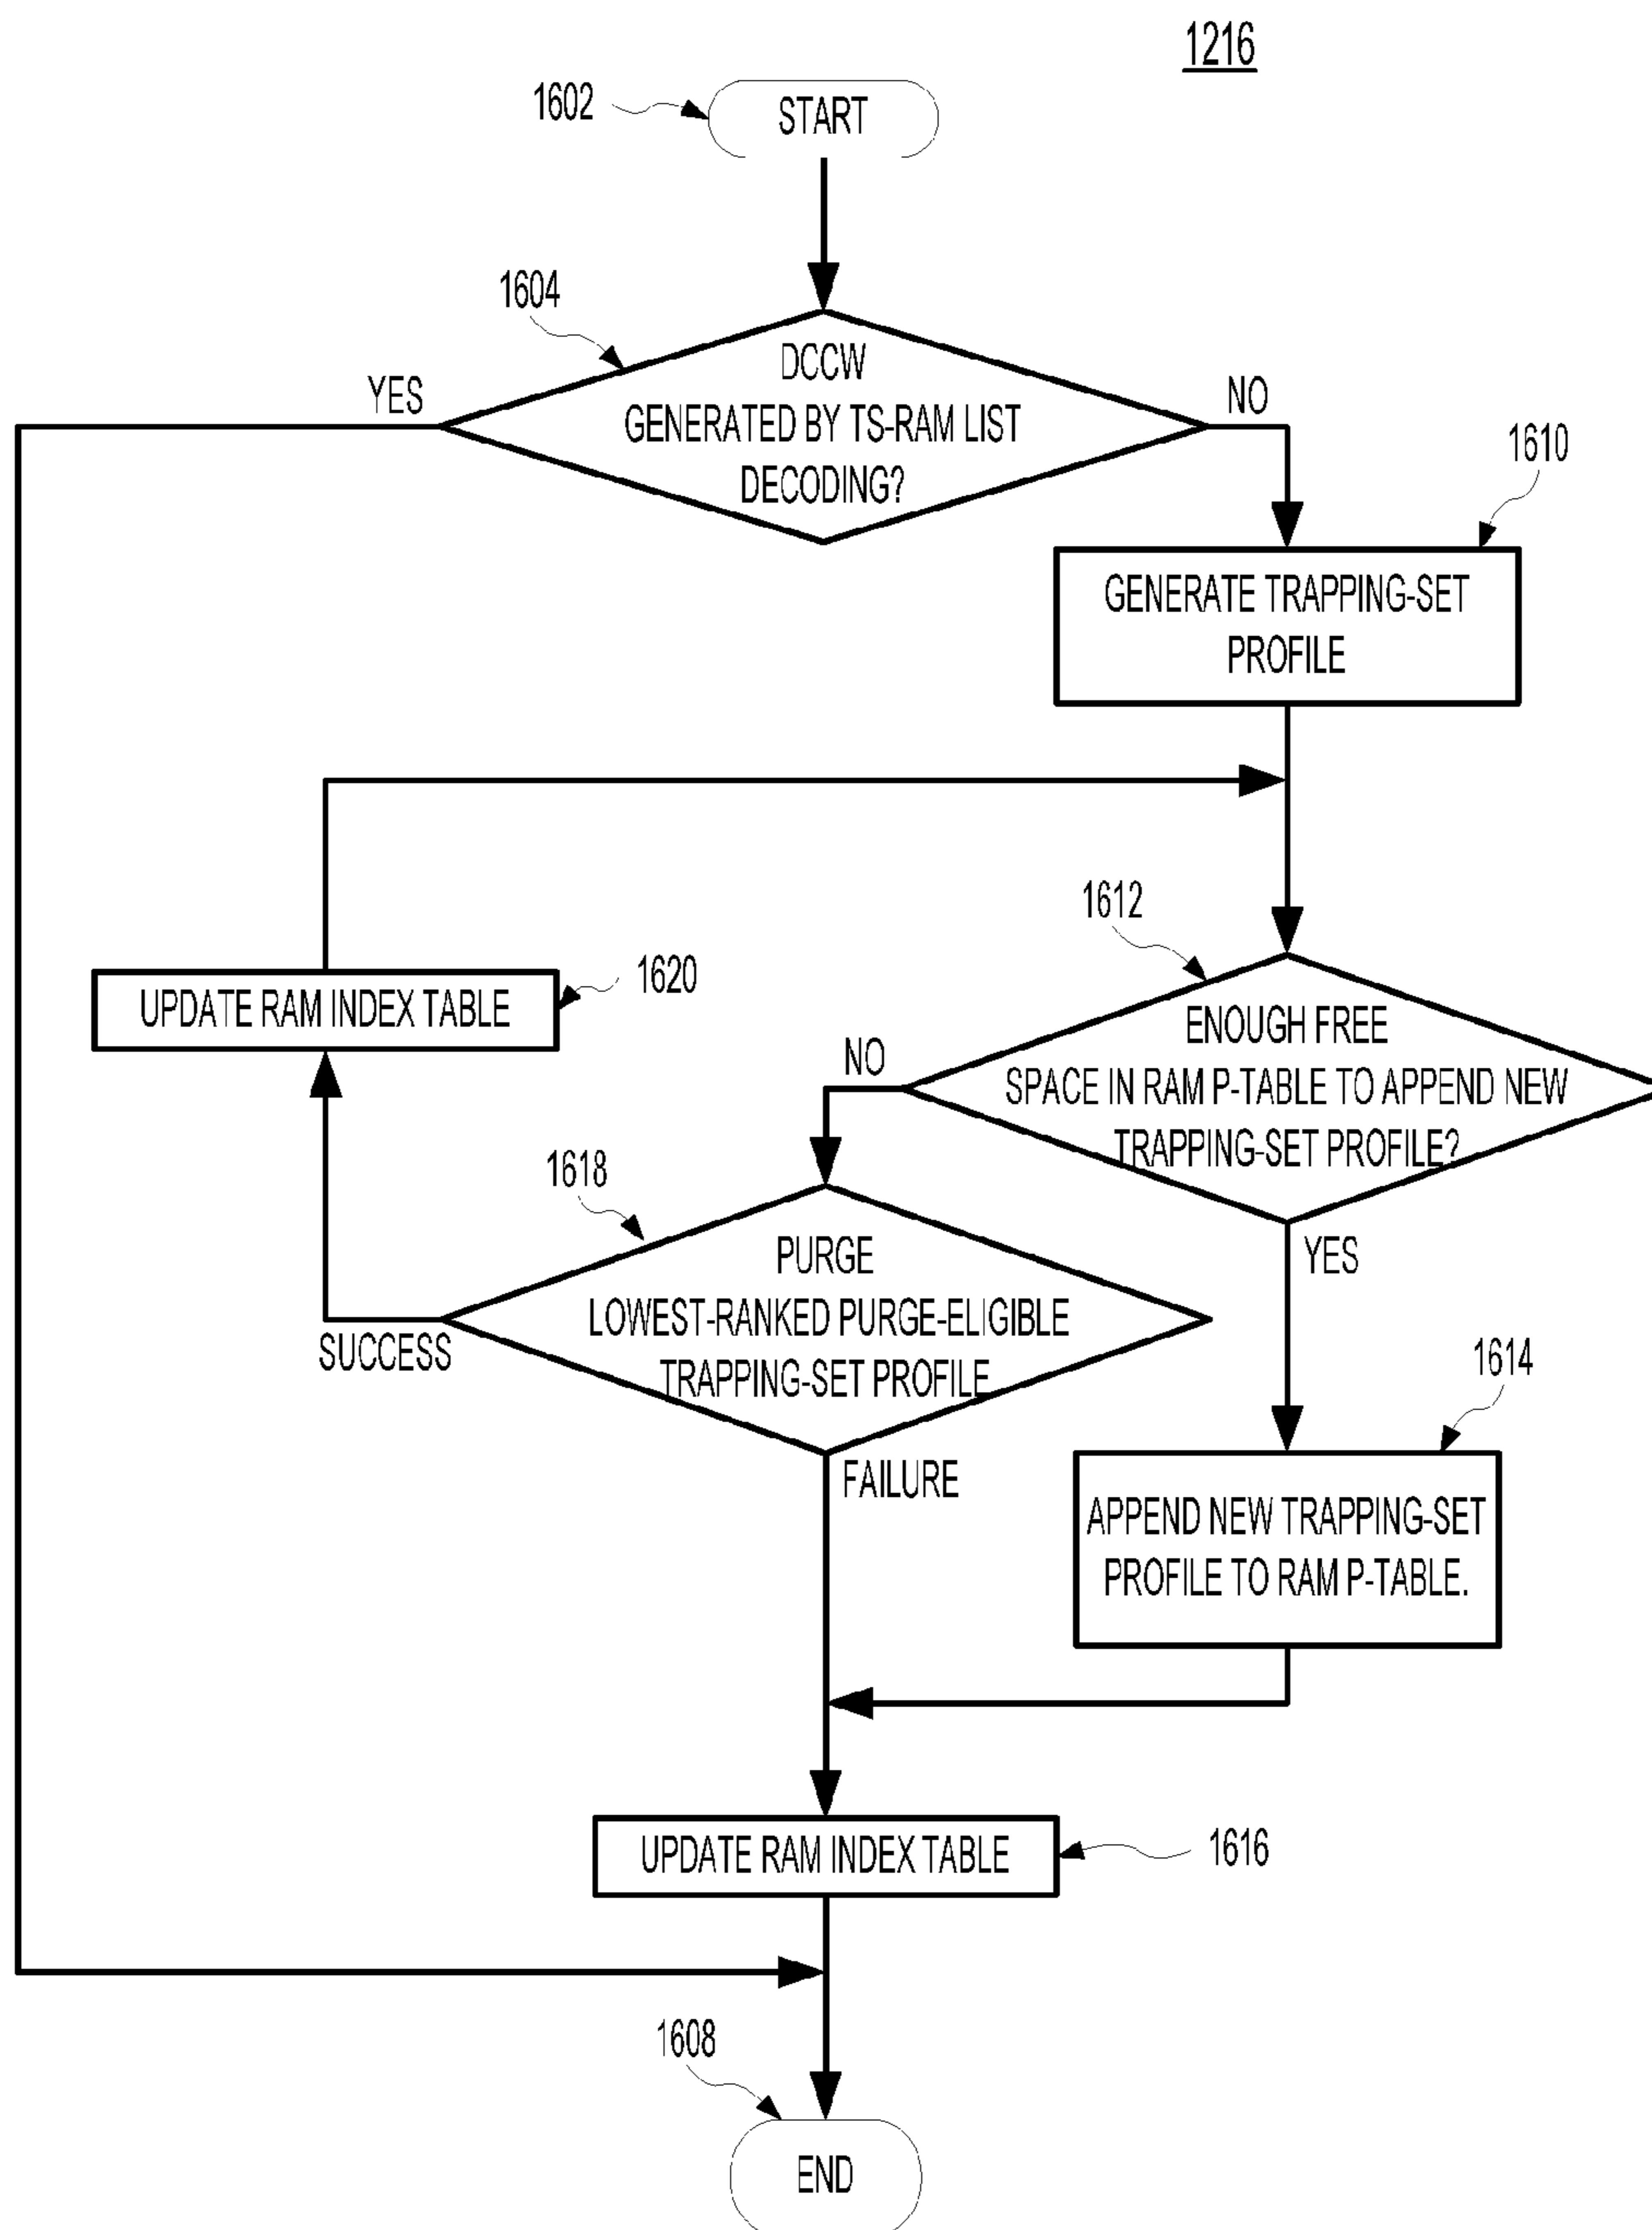 1216
1602
START
1604
DCCW
GENERATED BY TS-RAM LIST
DECODING?
YES
NO
1610
GENERATE TRAPPING-SET
PROFILE
1612
1620
UPDATE RAM INDEX TABLE
ENOUGH FREE
SPACE IN RAM P-TABLE TO APPEND NEW
TRAPPING-SET PROFILE?
NO
YES
1618
PURGE
LOWEST-RANKED PURGE-ELIGIBLE
TRAPPING-SET PROFILE
SUCCESS
FAILURE
1614
APPEND NEW TRAPPING-SET
PROFILE TO RAM P-TABLE.
UPDATE RAM INDEX TABLE
1616
1608
END